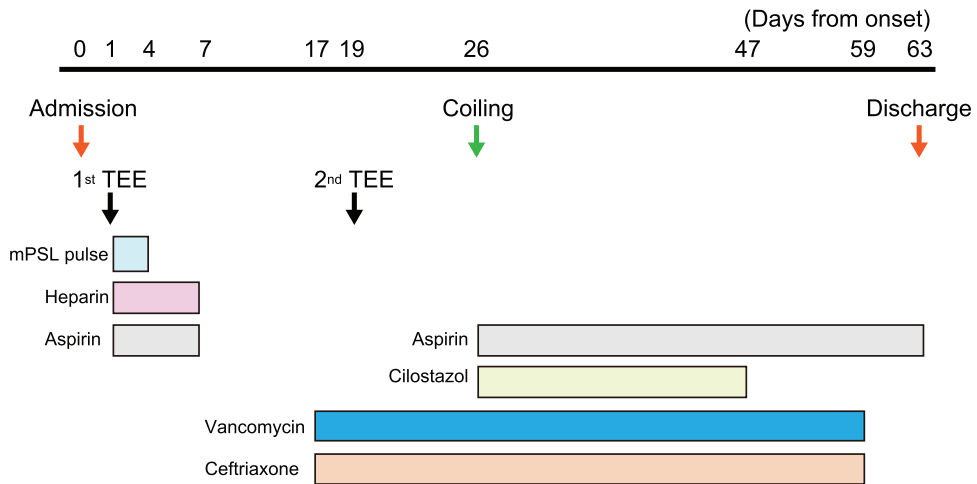 (Days from onset)
0 1 4 7 17 19 26 47 59 63
Admission Coiling Discharge
1st TEE 2nd TEE
mPSL pulse
Heparin
Aspirin Aspirin
Cilostazol
Vancomycin
Ceftriaxone